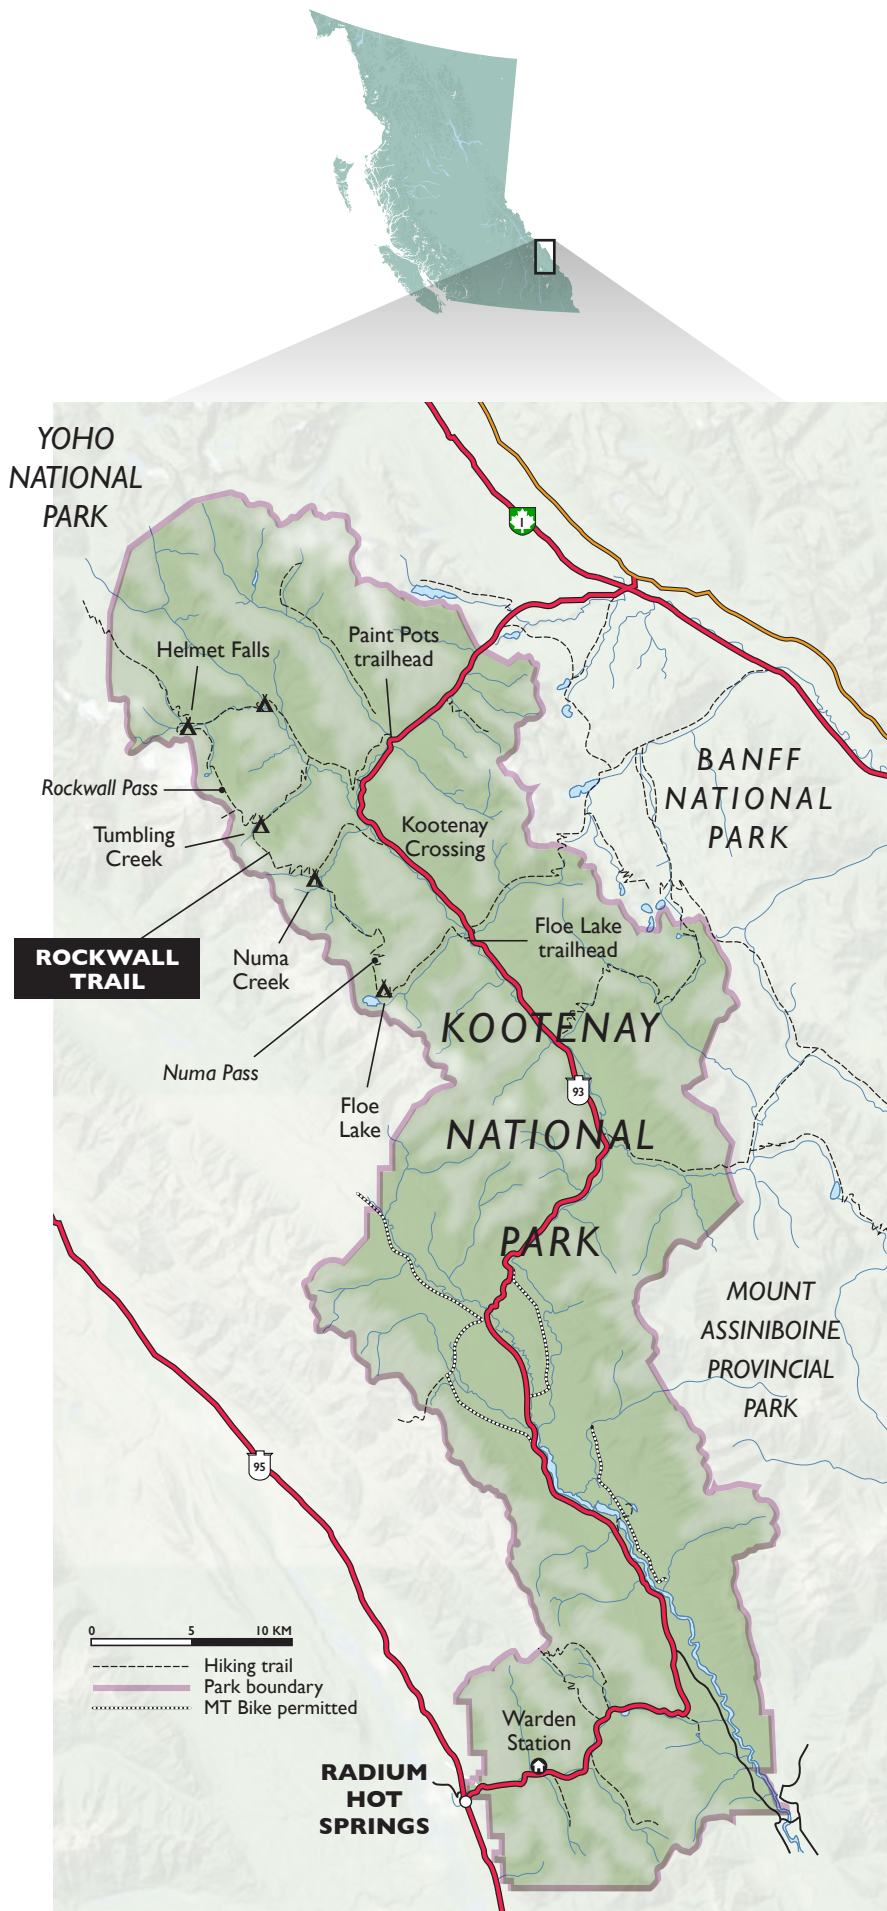 YOHO
NATIONAL
PARK
1
Helmet Falls
Paint Pots
trailhead
BANFF
NATIONAL
PARK
Rockwall Pass
Tumbling
Creek
Kootenay
Crossing
ROCKWALL
TRAIL
Numa
Creek
Floe Lake
trailhead
Numa Pass
Floe
Lake
KOOTENAY
NATIONAL
PARK
93
MOUNT
ASSINIBOINE
PROVINCIAL
PARK
95
0 5 10 KM
Hiking trail
Park boundary
MT Bike permitted
Warden
Station
RADIUM
HOT
SPRINGS